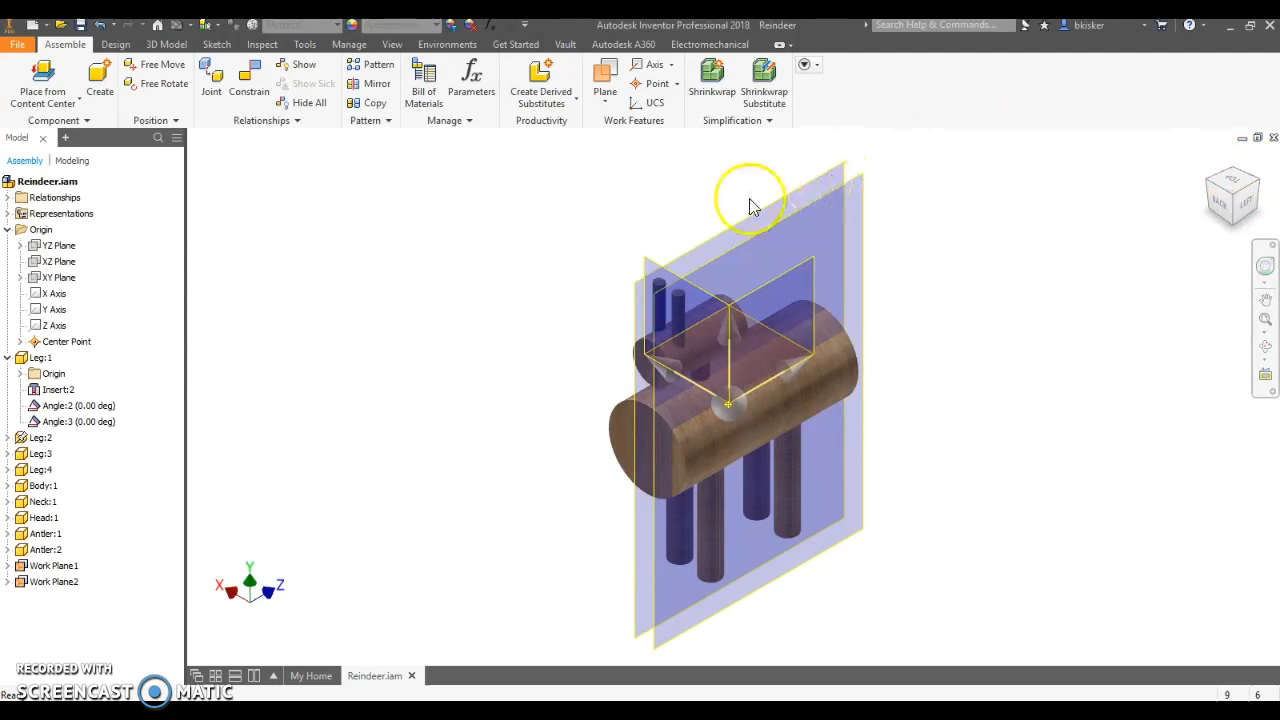 Autodesk Inventor Professional 2018 Reindeer
Search Help & Commands...
bkisker
File Assemble Design 3D Model Sketch Inspect Tools Manage View Environments Get Started Vault Autodesk A360 Electromechanical
Place from Content Center
Create
Component
Free Move
Free Rotate
Position
Joint
Constrain
Show
Show Sick
Hide All
Relationships
Pattern
Mirror
Copy
Pattern
Bill of Materials
Parameters
Manage
Create Derived Substitutes
Productivity
Plane
Axis
Point
UCS
Work Features
Shrinkwrap
Shrinkwrap Substitute
Simplification
Model
Assembly Modeling
Reindeer.iam
Relationships
Representations
Origin
YZ Plane
XZ Plane
XY Plane
X Axis
Y Axis
Z Axis
Center Point
Leg:1
Origin
Insert:2
Angle:2 (0.00 deg)
Angle:3 (0.00 deg)
Leg:2
Leg:3
Leg:4
Body:1
Neck:1
Head:1
Antler:1
Antler:2
Work Plane1
Work Plane2
TOP
BACK LEFT
Y
X Z
My Home Reindeer.iam
RECORDED WITH
SCREENCAST MATIC
9 6